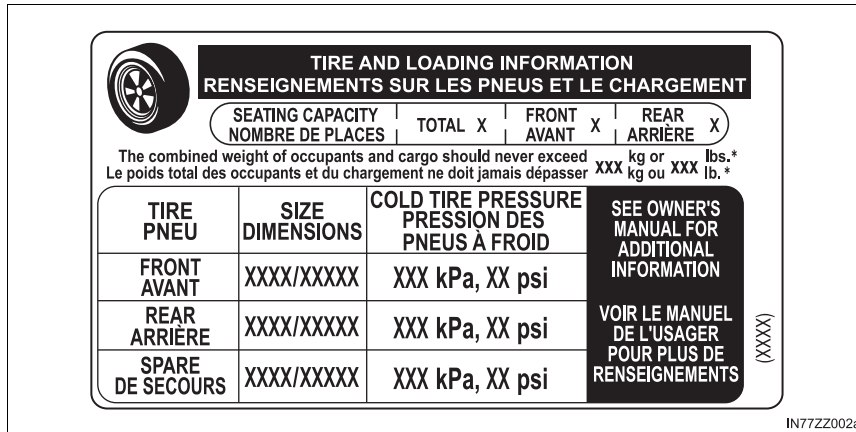 TIRE AND LOADING INFORMATION
RENSEIGNEMENTS SUR LES PNEUS ET LE CHARGEMENT
SEATING CAPACITY
NOMBRE DE PLACES
TOTAL X
FRONT
AVANT X
REAR
ARRIÈRE X
The combined weight of occupants and cargo should never exceed XXX kg or XXX lbs.*
Le poids total des occupants et du chargement ne doit jamais dépasser kg ou lb.*
TIRE
PNEU
SIZE
DIMENSIONS
COLD TIRE PRESSURE
PRESSION DES
PNEUS À FROID
FRONT
AVANT
XXXX/XXXXX
XXX kPa, XX psi
REAR
ARRIÈRE
XXXX/XXXXX
XXX kPa, XX psi
SPARE
DE SECOURS
XXXX/XXXXX
XXX kPa, XX psi
SEE OWNER'S
MANUAL FOR
ADDITIONAL
INFORMATION
VOIR LE MANUEL
DE L'USAGER
POUR PLUS DE
RENSEIGNEMENTS
(XXXX)
IN77ZZ002a